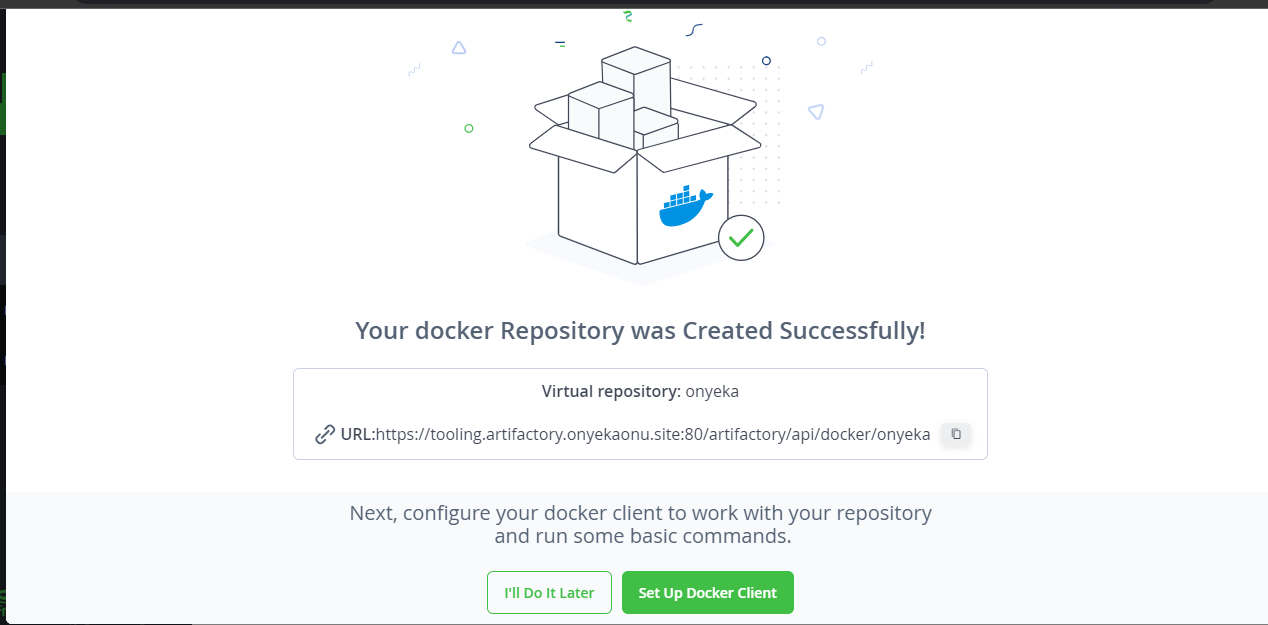 Your docker Repository was Created Successfully!
Virtual repository: onyeka
URL:https://tooling.artifactory.onyekaonu.site:80/artifactory/api/docker/onyeka
Next, configure your docker client to work with your repository
and run some basic commands.
I'll Do It Later
Set Up Docker Client